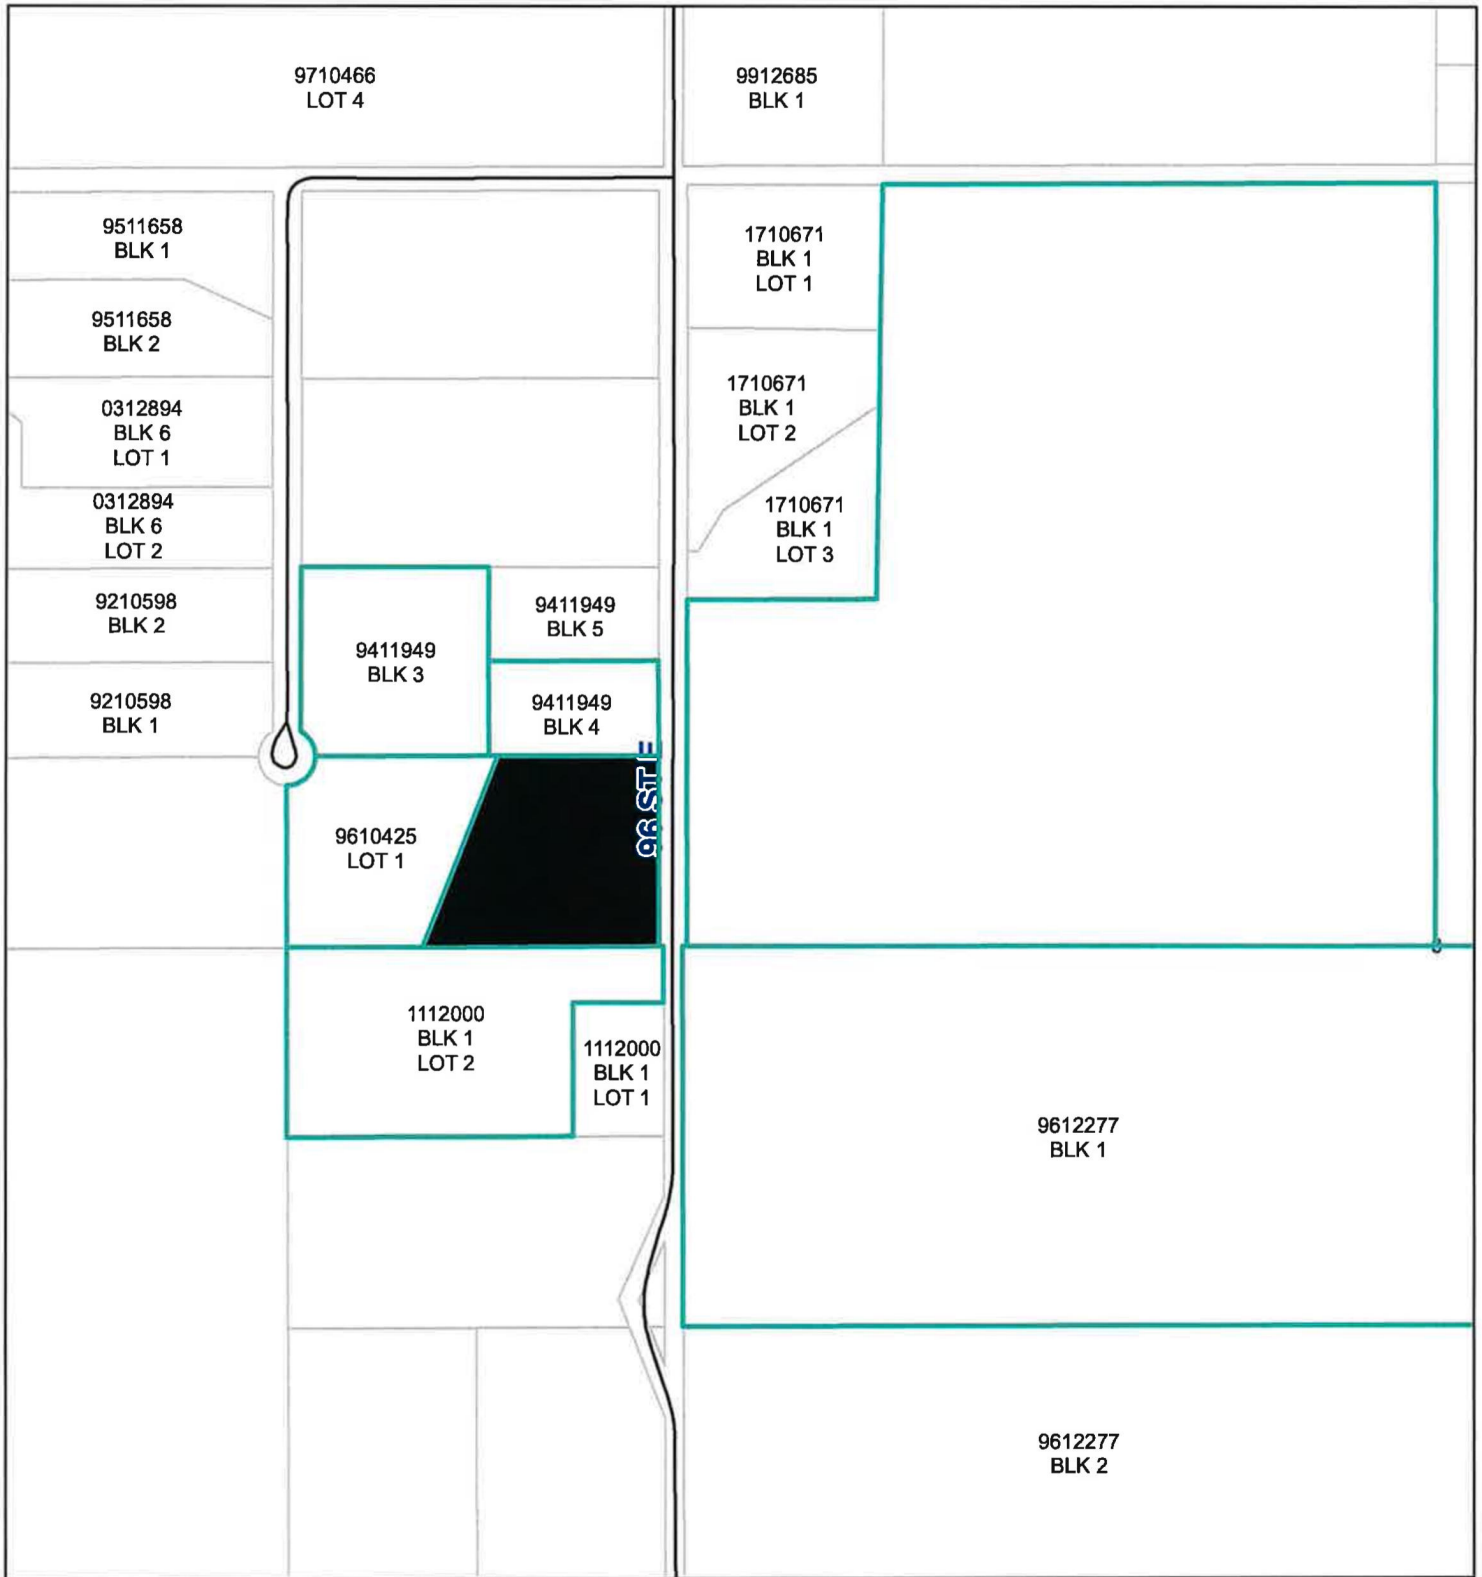 9710466
LOT 4
9912685
BLK 1
9511658
BLK 1
1710671
BLK 1
LOT 1
9511658
BLK 2
0312894
BLK 6
LOT 1
1710671
BLK 1
LOT 2
0312894
BLK 6
LOT 2
1710671
BLK 1
LOT 3
9210598
BLK 2
9411949
BLK 5
9411949
BLK 3
9210598
BLK 1
9411949
BLK 4
96 ST E
9610425
LOT 1
1112000
BLK 1
LOT 2
1112000
BLK 1
LOT 1
9612277
BLK 1
9612277
BLK 2